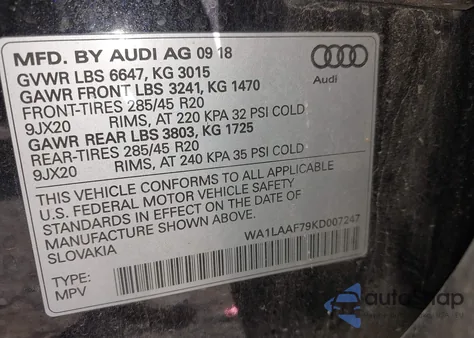 MFD. BY AUDI AG 09 18
GVWR LBS 6647, KG 3015
GAWR FRONT LBS 3241, KG 1470
FRONT-TIRES 285/45 R20
9JX20 RIMS, AT 220 KPA 32 PSI COLD
GAWR REAR LBS 3803, KG 1725
REAR-TIRES 285/45 R20
9JX20 RIMS, AT 240 KPA 35 PSI COLD
Audi
THIS VEHICLE CONFORMS TO ALL APPLICABLE
U.S. FEDERAL MOTOR VEHICLE SAFETY
STANDARDS IN EFFECT ON THE DATE OF
MANUFACTURE SHOWN ABOVE.
SLOVAKIA
WA1LAAF79KD007247
TYPE:
MPV